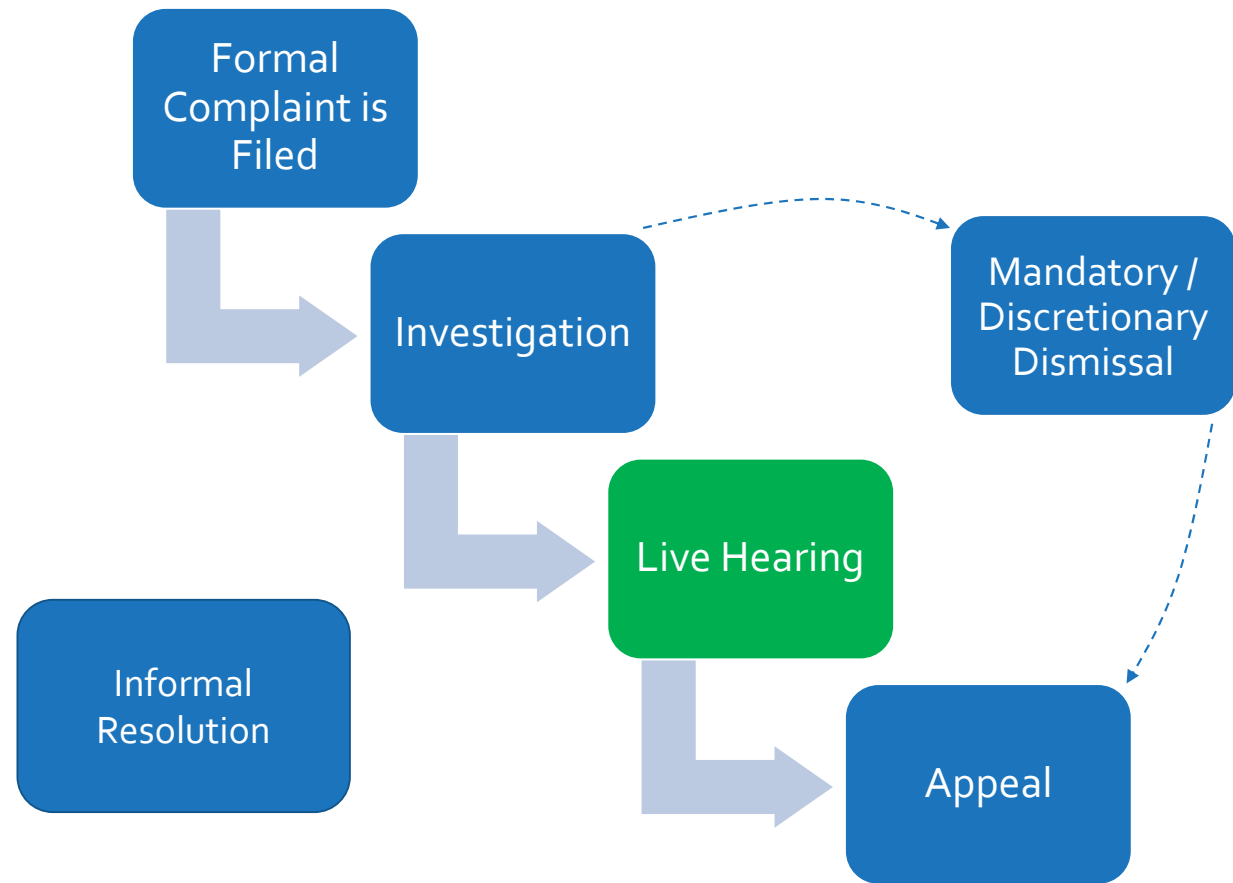 Formal
Complaint is
Filed
Investigation
Mandatory /
Discretionary
Dismissal
Live Hearing
Informal
Resolution
Appeal